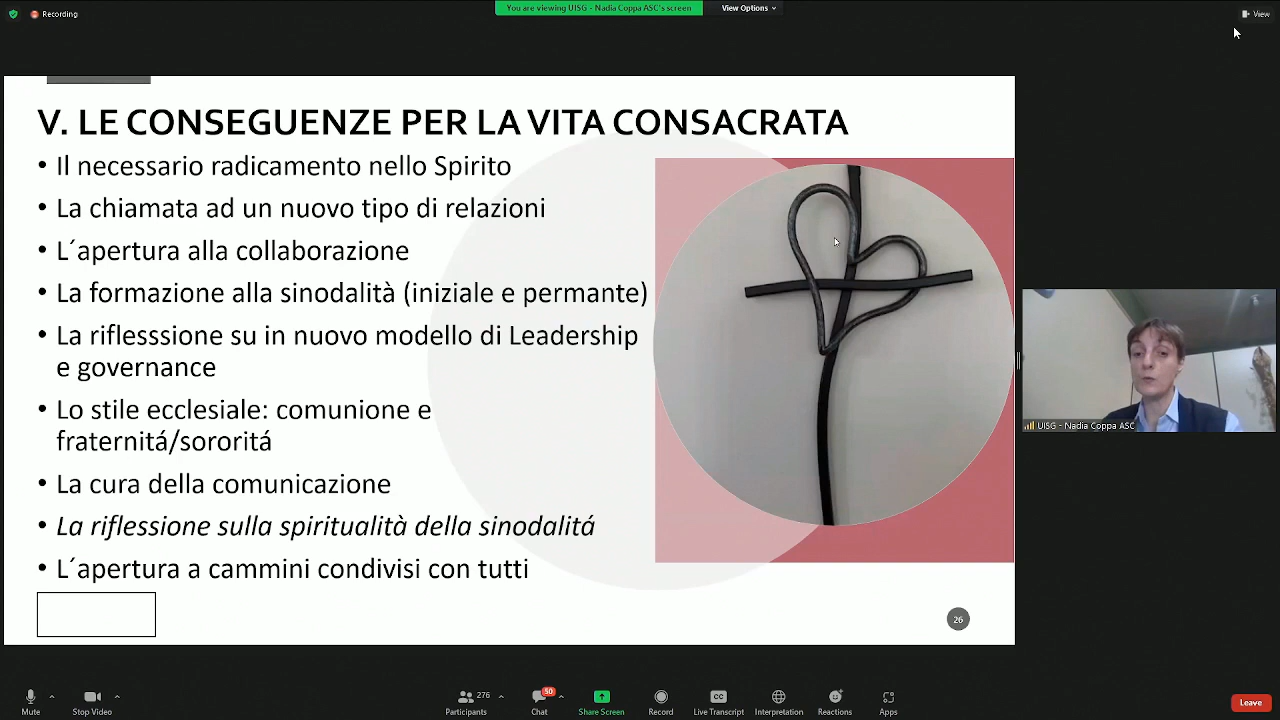 Recording
You are viewing UISG - Nadia Coppa ASC's screen
View Options
View
V. LE CONSEGUENZE PER LA VITA CONSACRATA
• Il necessario radicamento nello Spirito
• La chiamata ad un nuovo tipo di relazioni
• L´apertura alla collaborazione
• La formazione alla sinodalità (iniziale e permante)
• La riflesssione su in nuovo modello di Leadership
e governance
• Lo stile ecclesiale: comunione e
fraternitá/sororitá
• La cura della comunicazione
• La riflessione sulla spiritualità della sinodalitá
• L´apertura a cammini condivisi con tutti
26
UISG - Nadia Coppa ASC
Mute
Stop Video
276
Participants
50
Chat
Share Screen
Record
CC
Live Transcript
Interpretation
Reactions
Apps
Leave